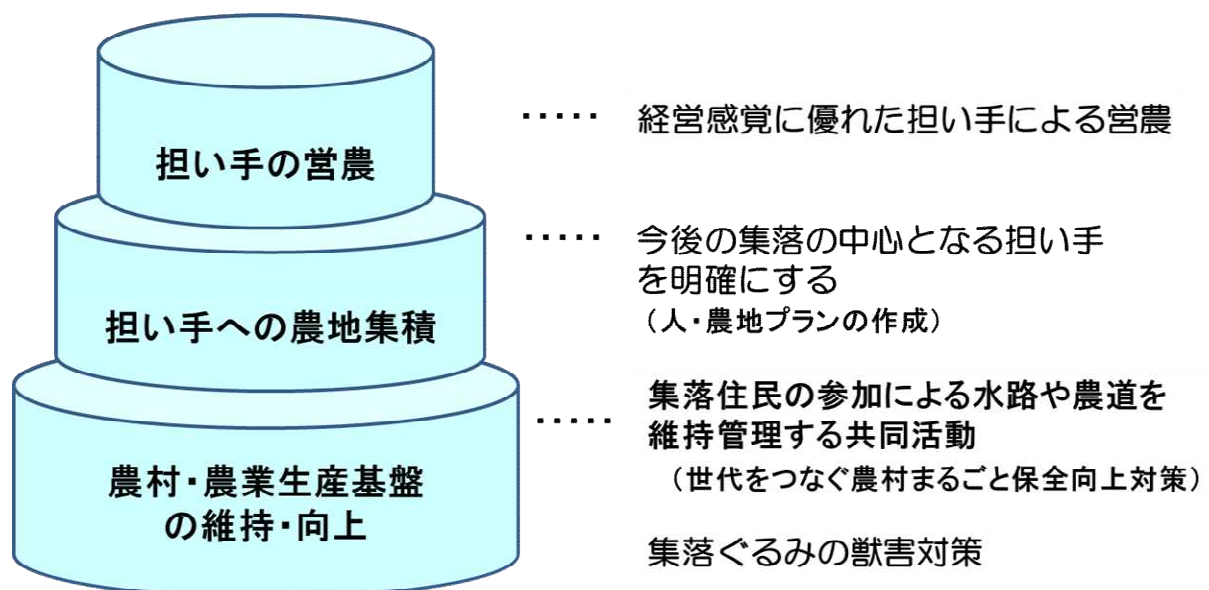 担い手の営農
・・・・・ 経営感覚に優れた担い手による営農
担い手への農地集積
・・・・・ 今後の集落の中心となる担い手
を明確にする
（人・農地プランの作成）
農村・農業生産基盤
の維持・向上
・・・・・ 集落住民の参加による水路や農道を
維持管理する共同活動
（世代をつなぐ農村まるごと保全向上対策）
集落ぐるみの獣害対策